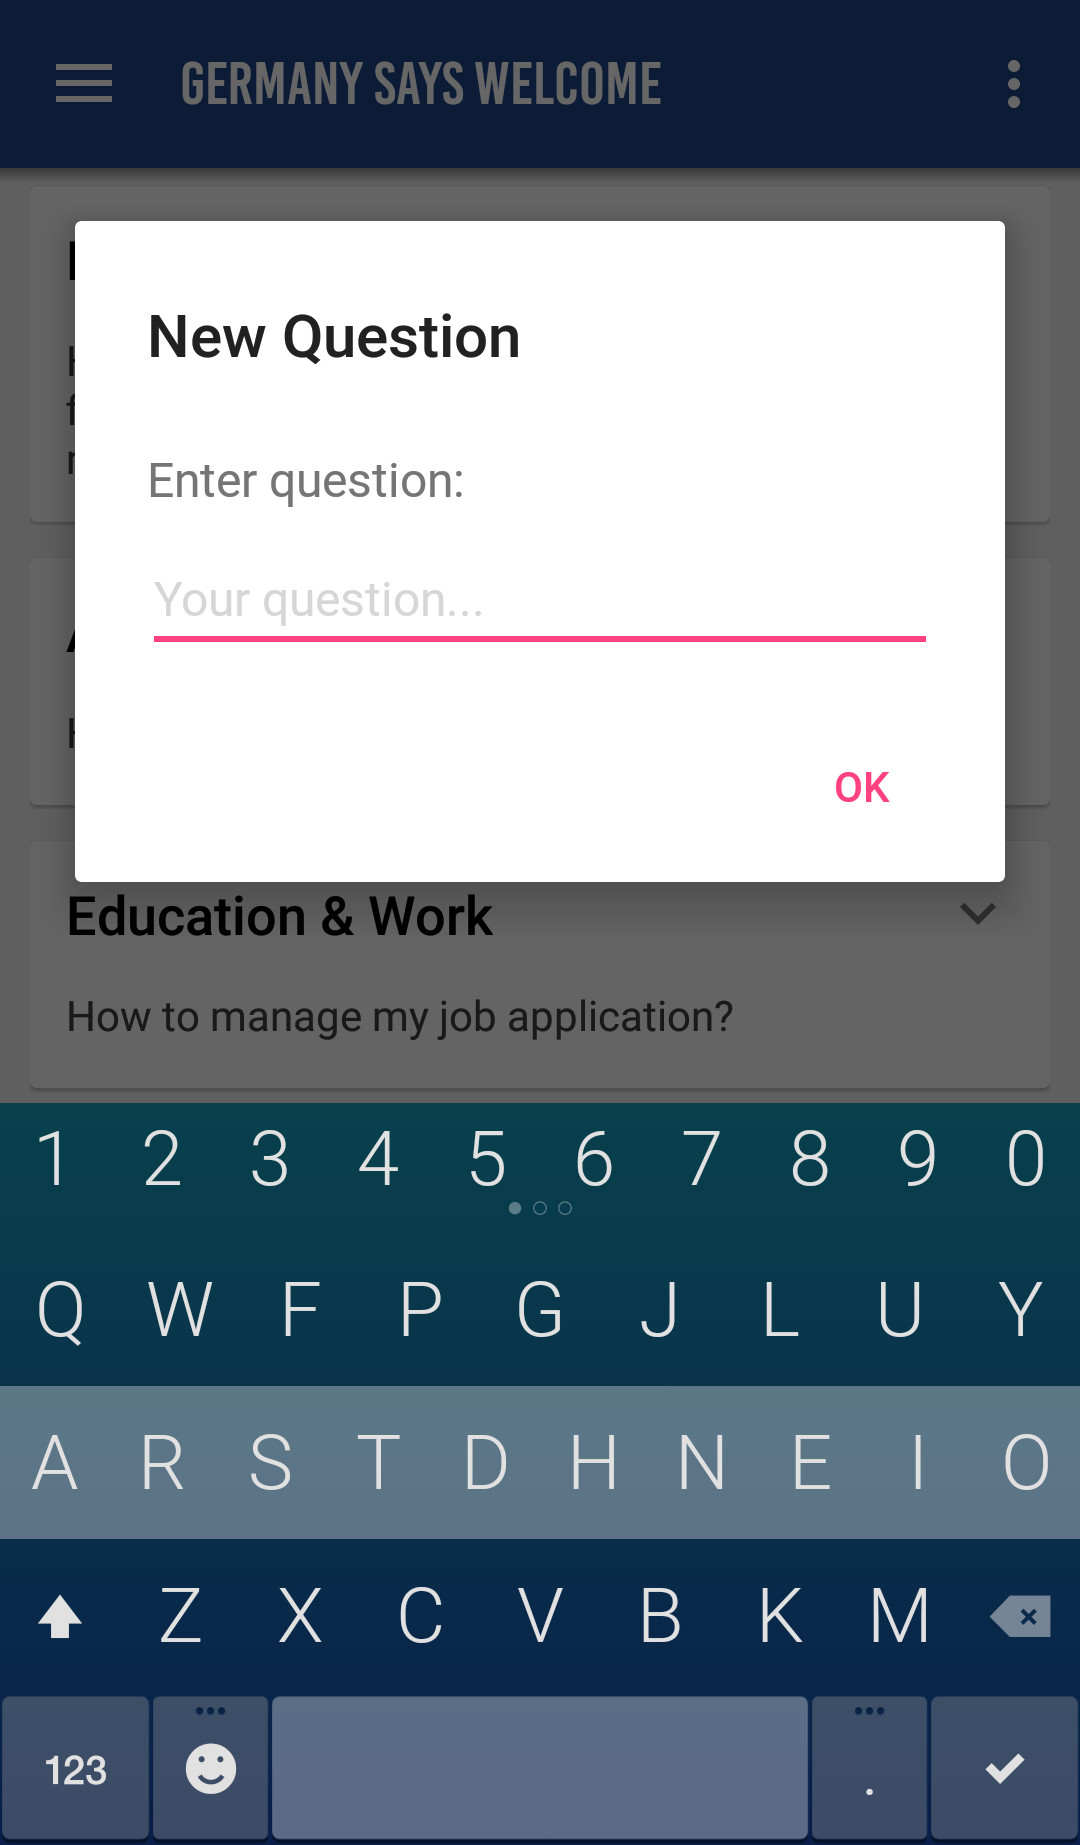 GERMANY SAYS WELCOME
New Question
Enter question:
Your question...
OK
Education & Work
How to manage my job application?
1 2 3 4 5 6 7 8 9 0
Q W F P G J L U Y
A R S T D H N E I O
Z X C V B K M
123 .